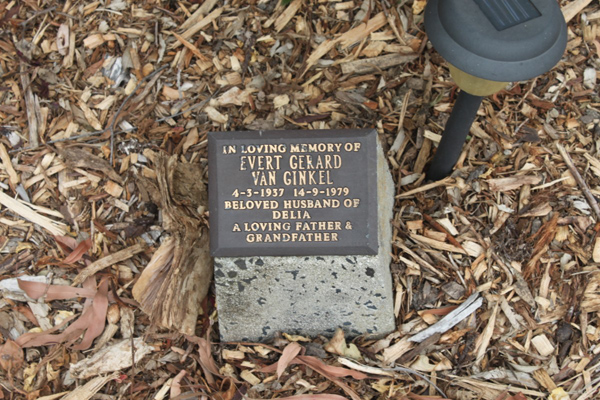 IN LOVING MEMORY OF
EVERT GERARD
VAN GINKEL
4-3-1937 14-9-1979
BELOVED HUSBAND OF
DELIA
A LOVING FATHER &
GRANDFATHER